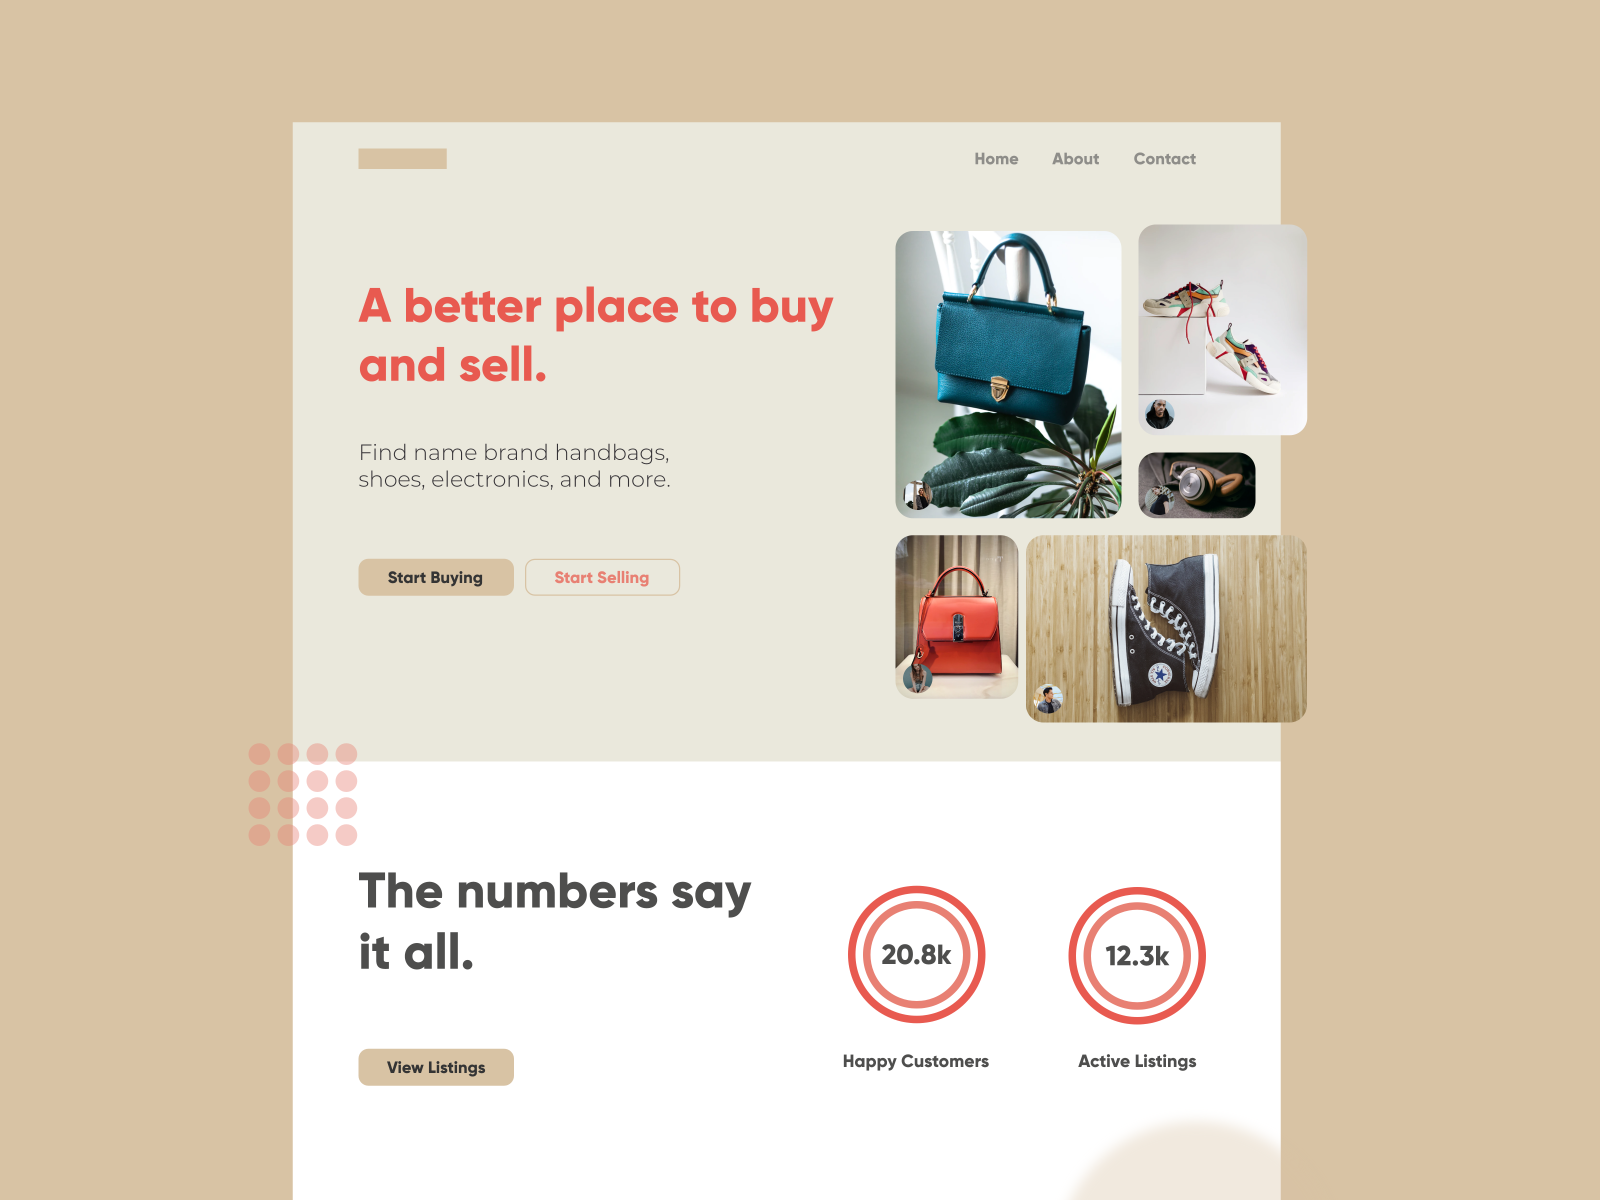 Home About Contact
A better place to buy
and sell.
Find name brand handbags,
shoes, electronics, and more.
Start Buying
Start Selling
The numbers say
it all.
20.8k
12.3k
Happy Customers
Active Listings
View Listings